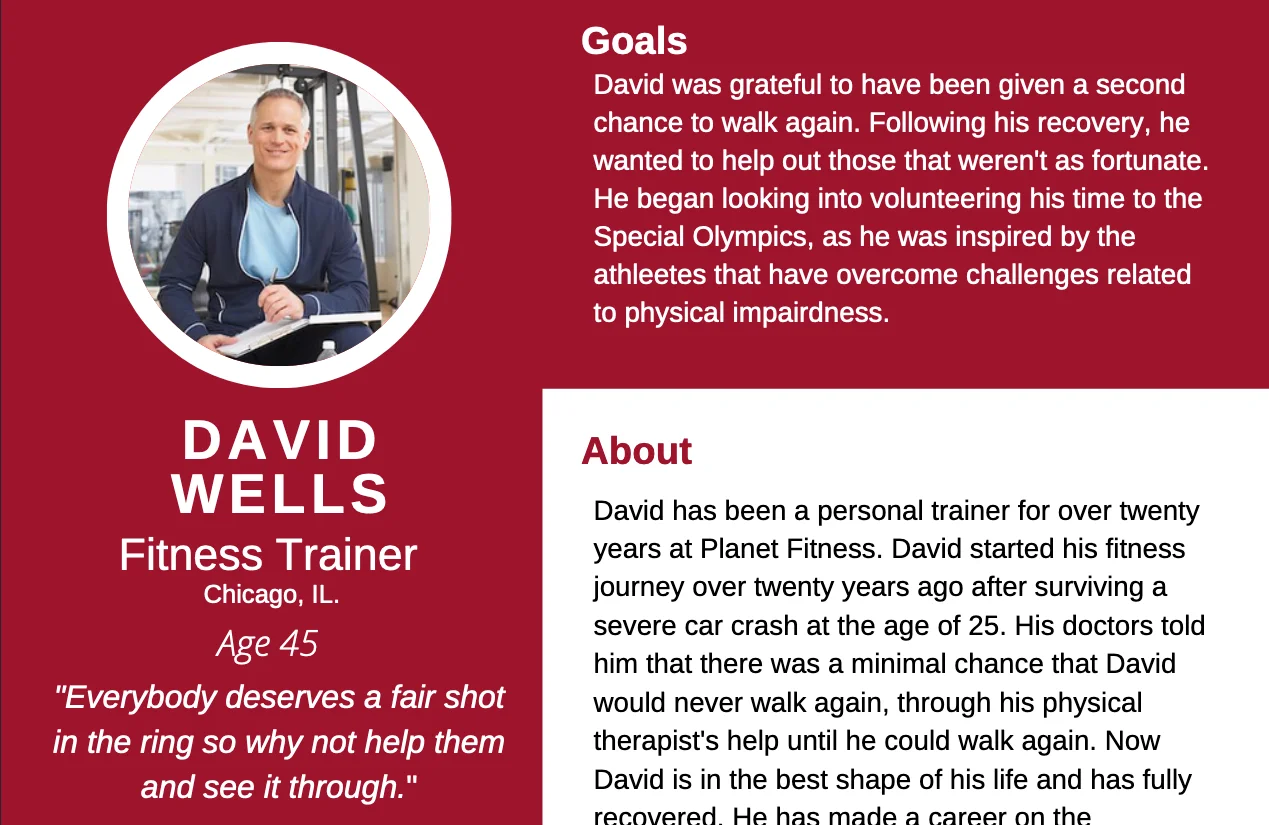 DAVID
WELLS
Fitness Trainer
Chicago, IL.
Age 45
"Everybody deserves a fair shot
in the ring so why not help them
and see it through."
Goals
David was grateful to have been given a second
chance to walk again. Following his recovery, he
wanted to help out those that weren't as fortunate.
He began looking into volunteering his time to the
Special Olympics, as he was inspired by the
athleetes that have overcome challenges related
to physical impairdness.
About
David has been a personal trainer for over twenty
years at Planet Fitness. David started his fitness
journey over twenty years ago after surviving a
severe car crash at the age of 25. His doctors told
him that there was a minimal chance that David
would never walk again, through his physical
therapist's help until he could walk again. Now
David is in the best shape of his life and has fully
recovered. He has made a career on the